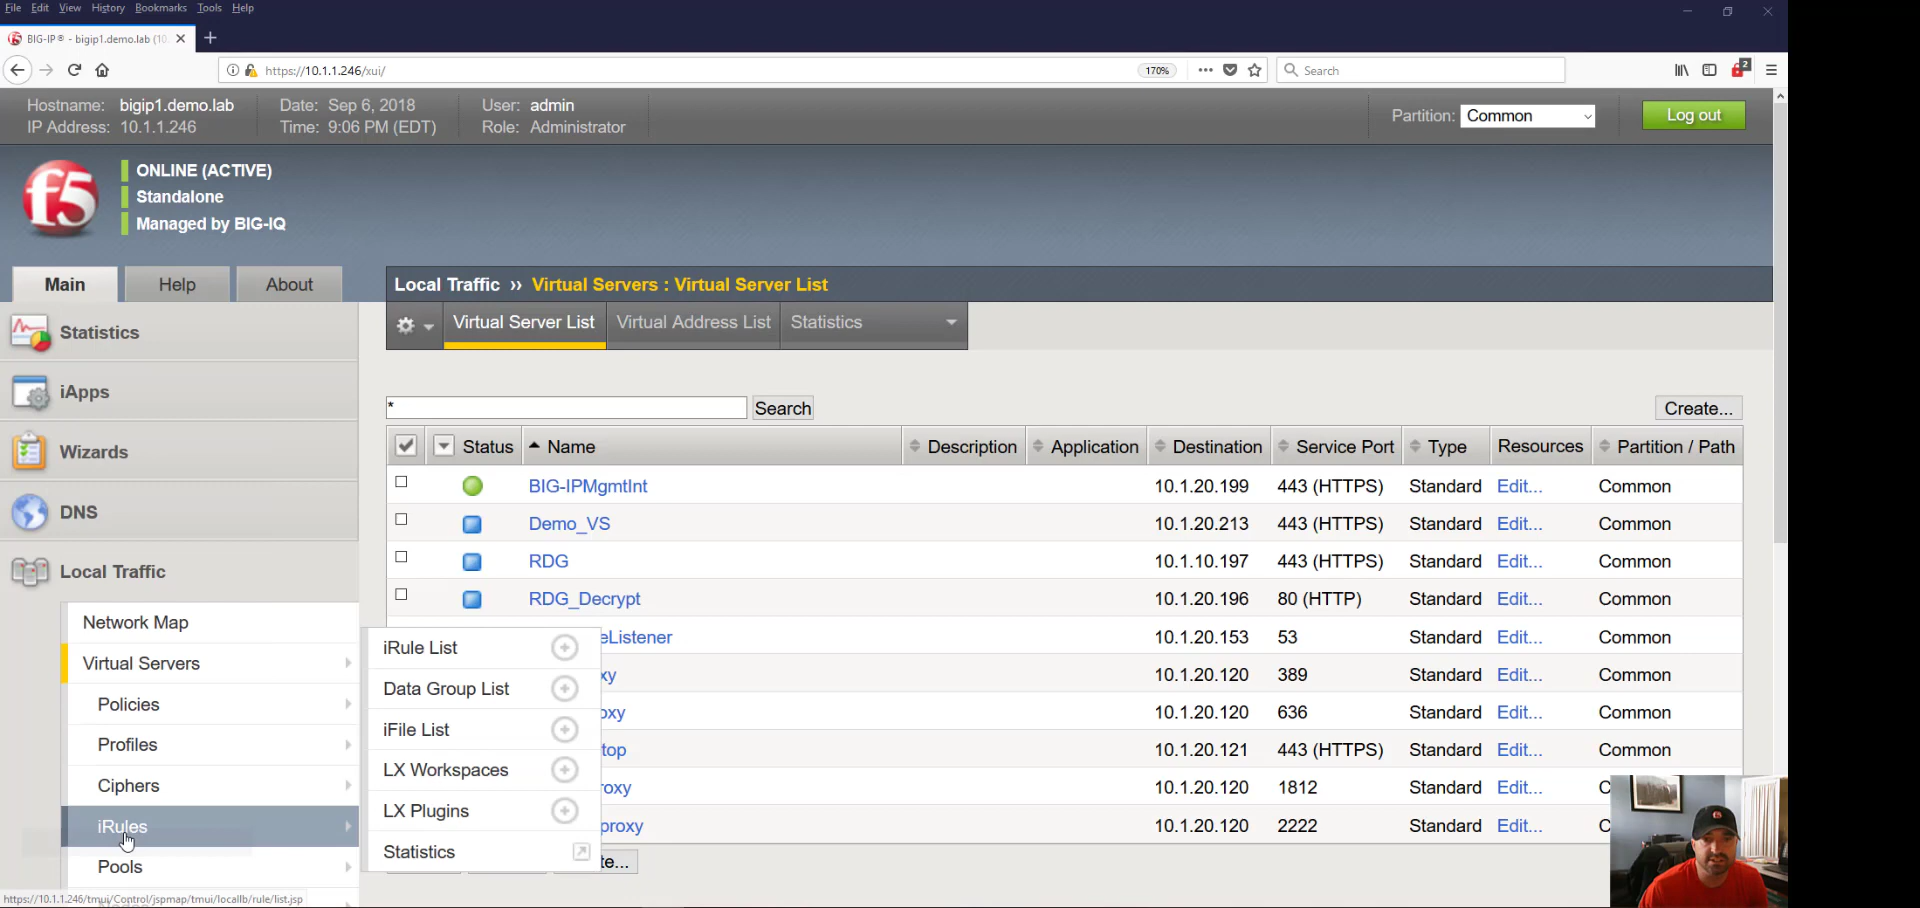 File Edit View History Bookmarks Tools Help
BIG-IP® - bigip1.demo.lab (10.
https://10.1.1.246/xui/
170%
Search
2
Hostname: bigip1.demo.lab
IP Address: 10.1.1.246
Date: Sep 6, 2018
Time: 9:06 PM (EDT)
User: admin
Role: Administrator
Partition: Common
Log out
f5
ONLINE (ACTIVE)
Standalone
Managed by BIG-IQ
Main Help About
Local Traffic ›› Virtual Servers : Virtual Server List
Virtual Server List Virtual Address List Statistics
Statistics
iApps
Wizards
DNS
Local Traffic
Network Map
Virtual Servers
Policies
Profiles
Ciphers
iRules
Pools
iRule List
Data Group List
iFile List
LX Workspaces
LX Plugins
Statistics
* Search Create...
Status Name Description Application Destination Service Port Type Resources Partition / Path
BIG-IPMgmtInt 10.1.20.199 443 (HTTPS) Standard Edit... Common
Demo_VS 10.1.20.213 443 (HTTPS) Standard Edit... Common
RDG 10.1.10.197 443 (HTTPS) Standard Edit... Common
RDG_Decrypt 10.1.20.196 80 (HTTP) Standard Edit... Common
eListener 10.1.20.153 53 Standard Edit... Common
xy 10.1.20.120 389 Standard Edit... Common
oxy 10.1.20.120 636 Standard Edit... Common
top 10.1.20.121 443 (HTTPS) Standard Edit... Common
roxy 10.1.20.120 1812 Standard Edit... C
proxy 10.1.20.120 2222 Standard Edit... C
te...
https://10.1.1.246/tmui/Control/jspmap/tmui/locallb/rule/list.jsp